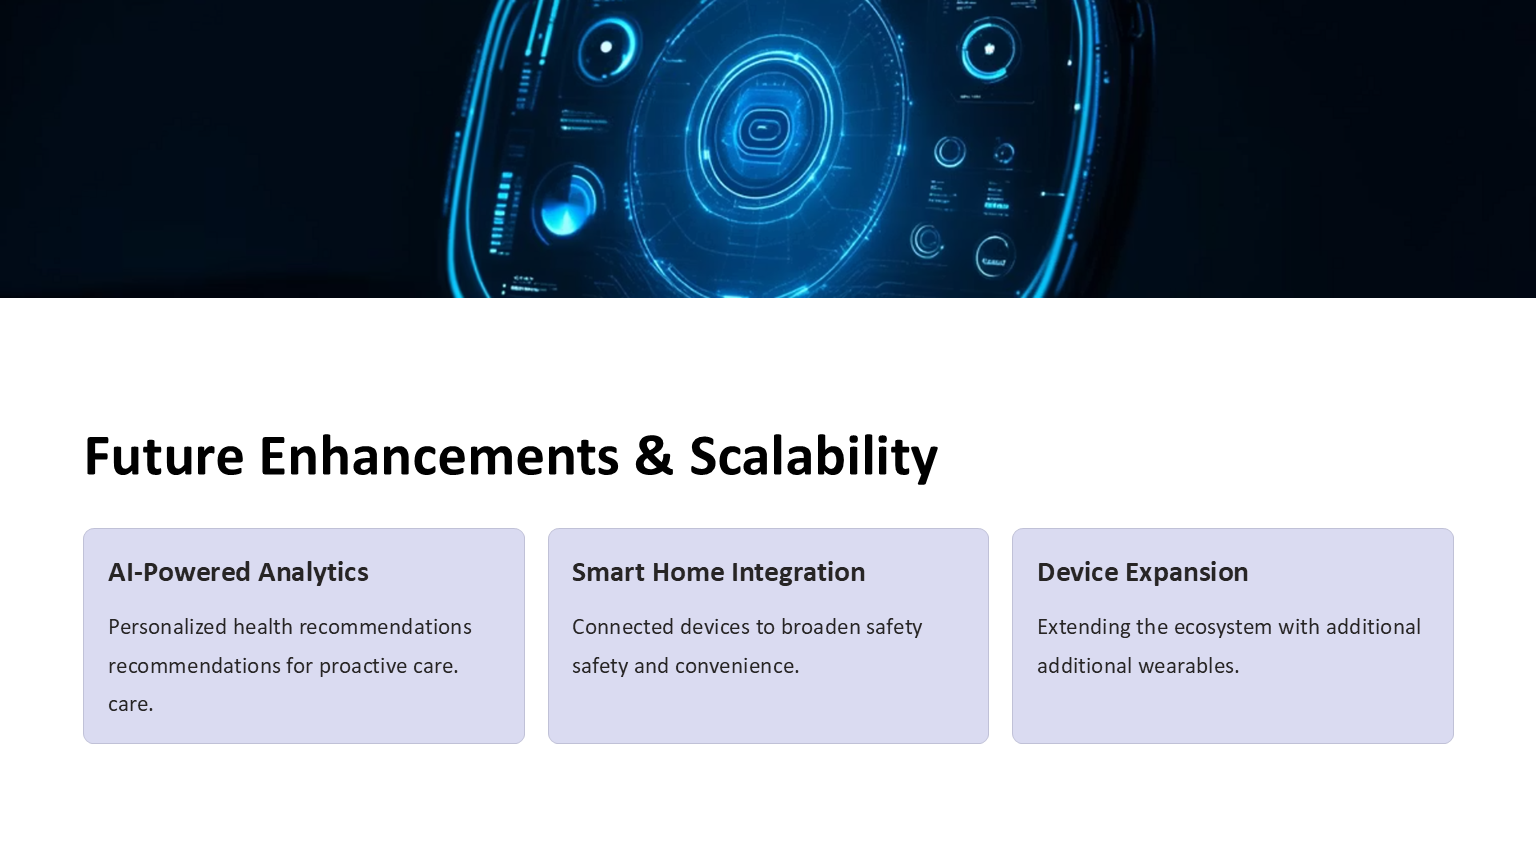 Future Enhancements & Scalability
AI-Powered Analytics
Personalized health recommendations
recommendations for proactive care.
care.
Smart Home Integration
Connected devices to broaden safety
safety and convenience.
Device Expansion
Extending the ecosystem with additional
additional wearables.